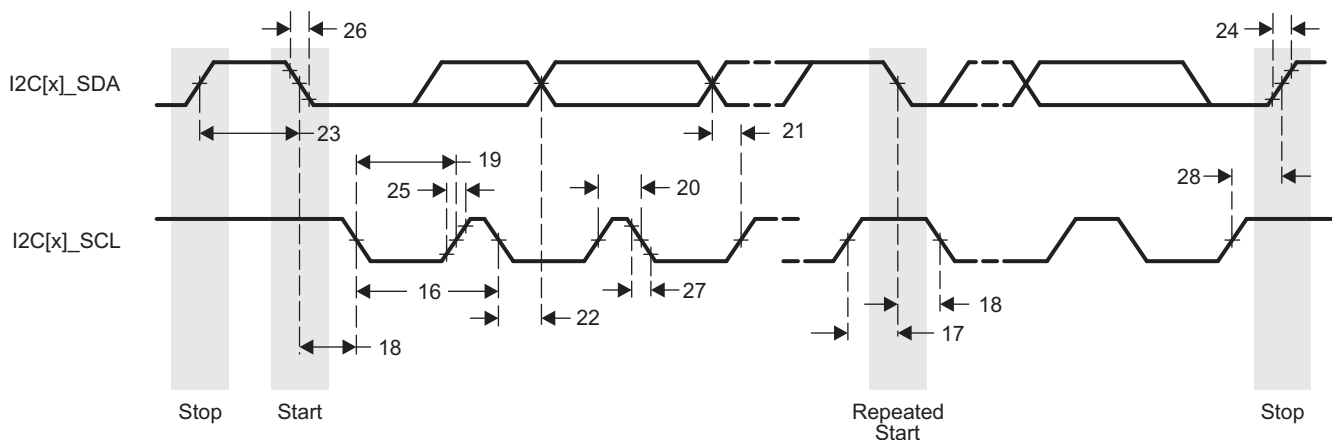 26
24
I2C[x]_SDA
23
21
19
25
20
28
I2C[x]_SCL
16
27
18
22
17
18
Stop
Start
Repeated
Start
Stop